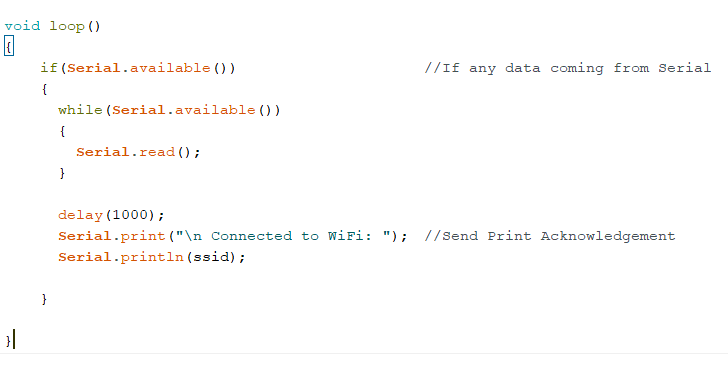 void loop()
{
if(Serial.available()) //If any data coming from Serial
{
while(Serial.available())
{
Serial.read();
}
delay(1000);
Serial.print("\n Connected to WiFi: "); //Send Print Acknowledgement
Serial.println(ssid);
}
}